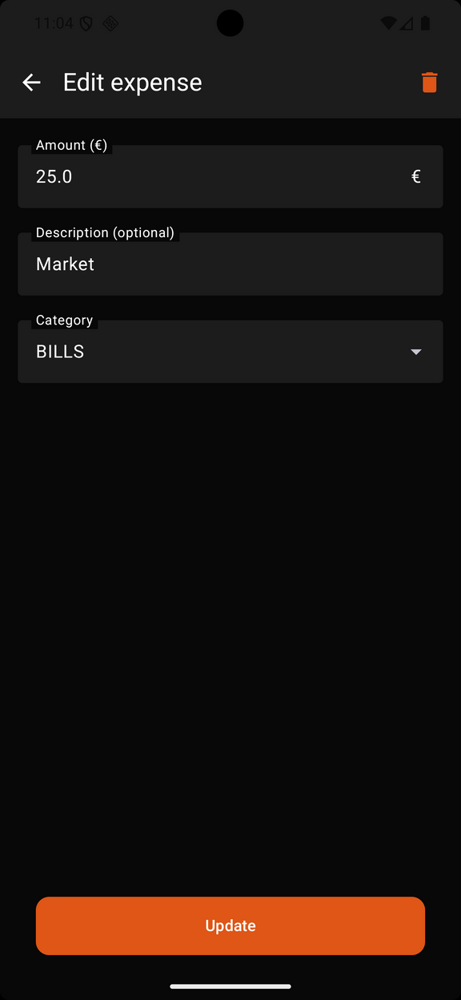 11:04
Edit expense
Amount (€)
25.0 €
Description (optional)
Market
Category
BILLS
Update